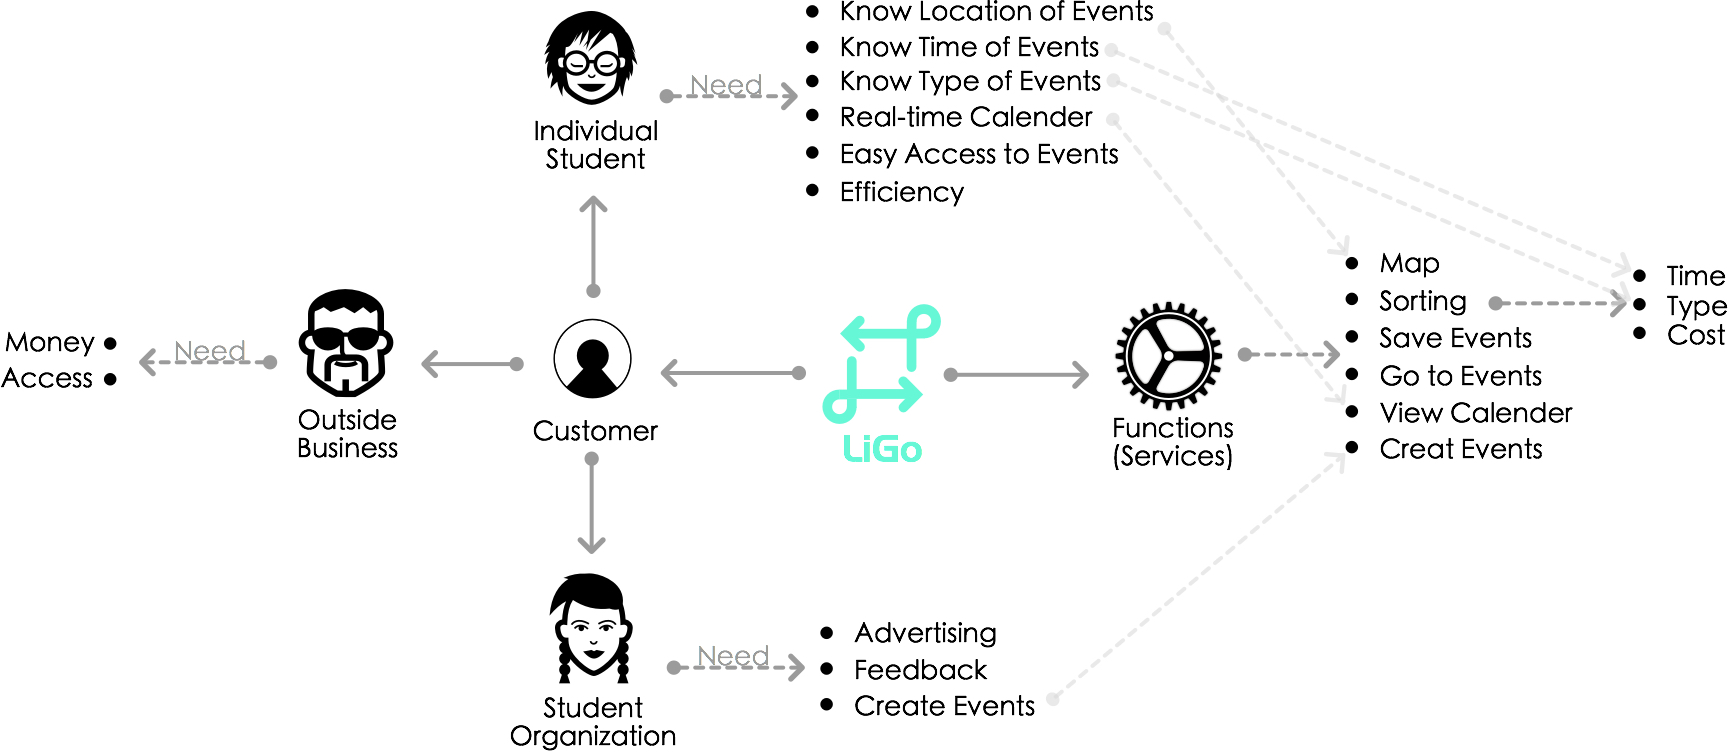 Know Location of Events
Know Time of Events
Know Type of Events
Real-time Calender
Easy Access to Events
Efficiency
Need
Individual
Student
Money
Access
Need
Outside
Business
Customer
LiGo
Functions
(Services)
Map
Sorting
Save Events
Go to Events
View Calender
Creat Events
Time
Type
Cost
Student
Organization
Need
Advertising
Feedback
Create Events